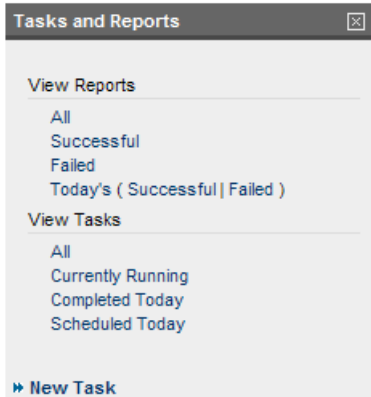 Tasks and Reports
View Reports
All
Successful
Failed
Today's ( Successful | Failed )
View Tasks
All
Currently Running
Completed Today
Scheduled Today
New Task